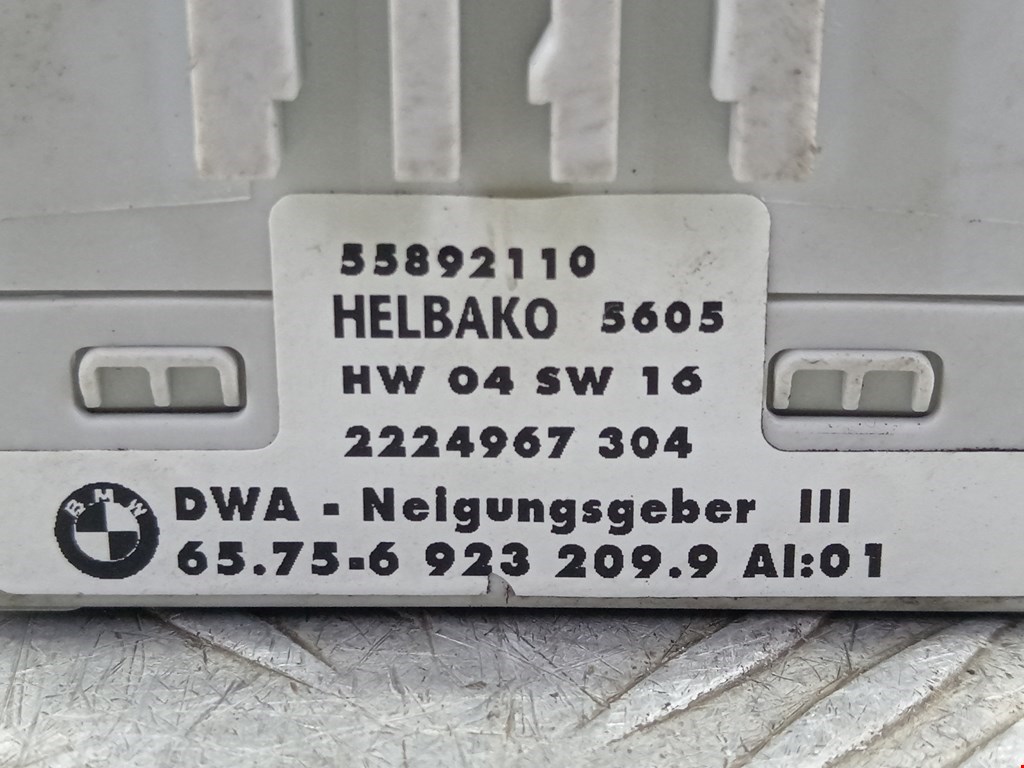 55892110
HELBAKO 5605
HW 04 SW 16
2224967 304
BMW
DWA - Neigungsgeber III
65.75-6 923 209.9 AI:01